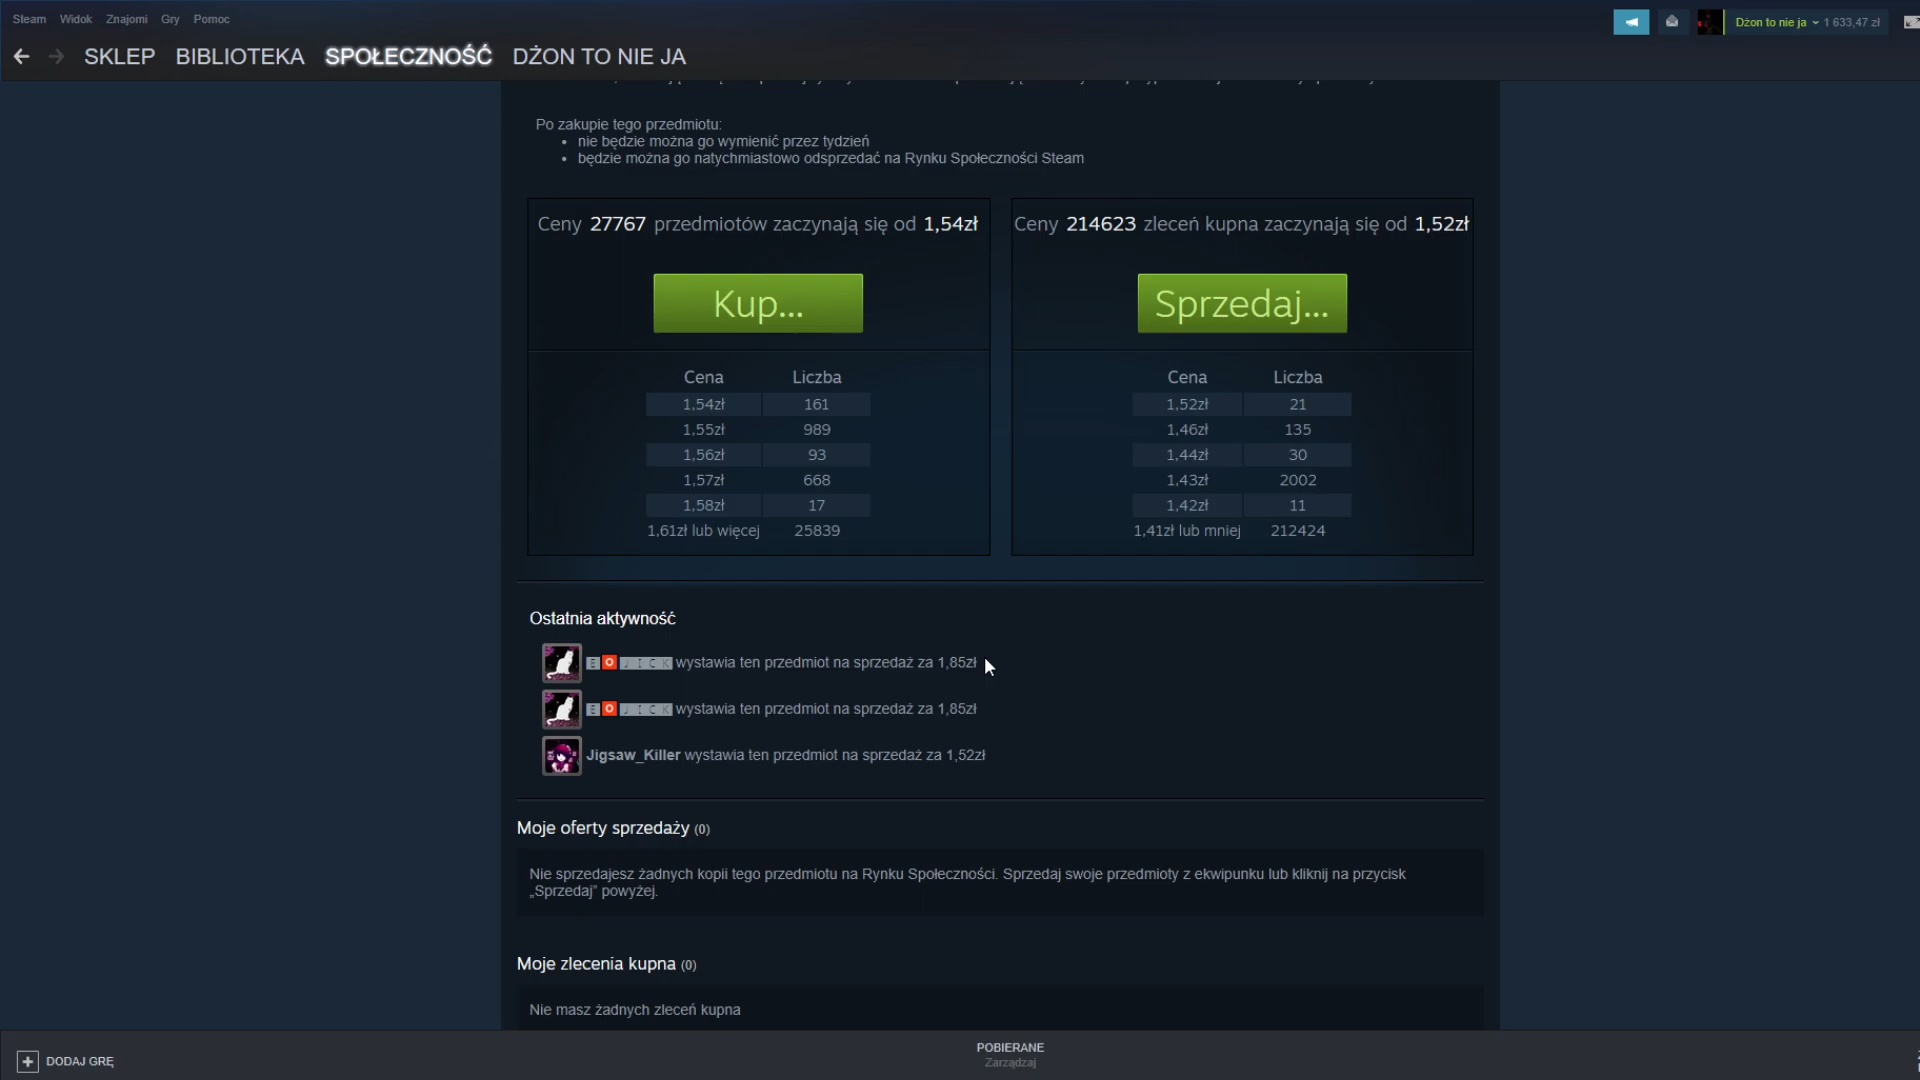 Steam Widok Znajomi Gry Pomoc
Dżon to nie ja 1 633,47 zł
SKLEP BIBLIOTEKA SPOŁECZNOŚĆ DŻON TO NIE JA
Po zakupie tego przedmiotu:
• nie będzie można go wymienić przez tydzień
• będzie można go natychmiastowo odsprzedać na Rynku Społeczności Steam
Ceny 27767 przedmiotów zaczynają się od 1,54zł
Kup...
Cena Liczba
1,54zł 161
1,55zł 989
1,56zł 93
1,57zł 668
1,58zł 17
1,61zł lub więcej 25839
Ceny 214623 zleceń kupna zaczynają się od 1,52zł
Sprzedaj...
Cena Liczba
1,52zł 21
1,46zł 135
1,44zł 30
1,43zł 2002
1,42zł 11
1,41zł lub mniej 212424
Ostatnia aktywność
E O J I C K wystawia ten przedmiot na sprzedaż za 1,85zł
E O J I C K wystawia ten przedmiot na sprzedaż za 1,85zł
Jigsaw_Killer wystawia ten przedmiot na sprzedaż za 1,52zł
Moje oferty sprzedaży (0)
Nie sprzedajesz żadnych kopii tego przedmiotu na Rynku Społeczności. Sprzedaj swoje przedmioty z ekwipunku lub kliknij na przycisk
„Sprzedaj” powyżej.
Moje zlecenia kupna (0)
Nie masz żadnych zleceń kupna
DODAJ GRĘ
POBIERANE
Zarządzaj